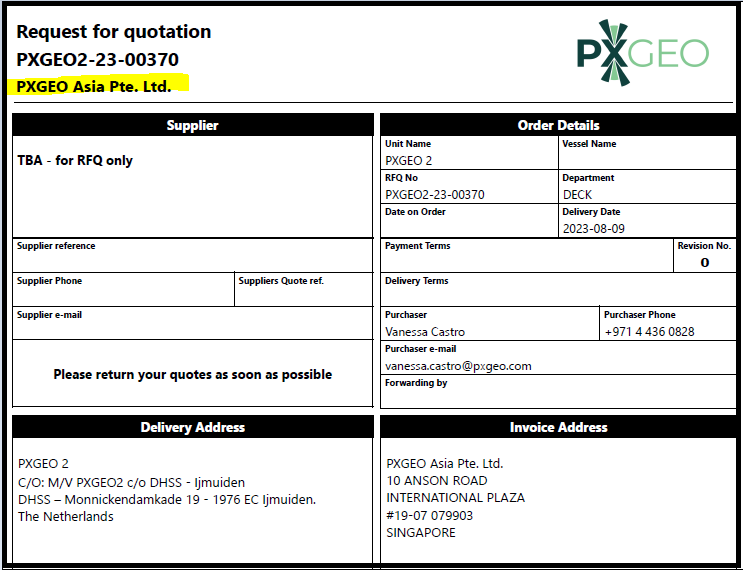 Request for quotation
PXGEO2-23-00370
PXGEO Asia Pte. Ltd.
PXGEO
Supplier
TBA - for RFQ only
Supplier reference
Supplier Phone
Suppliers Quote ref.
Supplier e-mail
Please return your quotes as soon as possible
Order Details
Unit Name
PXGEO 2
Vessel Name
RFQ No
PXGEO2-23-00370
Department
DECK
Date on Order
Delivery Date
2023-08-09
Payment Terms
Revision No.
0
Delivery Terms
Purchaser
Vanessa Castro
Purchaser Phone
+971 4 436 0828
Purchaser e-mail
vanessa.castro@pxgeo.com
Forwarding by
Delivery Address
PXGEO 2
C/O: M/V PXGEO2 c/o DHSS - Ijmuiden
DHSS – Monnickendamkade 19 - 1976 EC Ijmuiden.
The Netherlands
Invoice Address
PXGEO Asia Pte. Ltd.
10 ANSON ROAD
INTERNATIONAL PLAZA
#19-07 079903
SINGAPORE